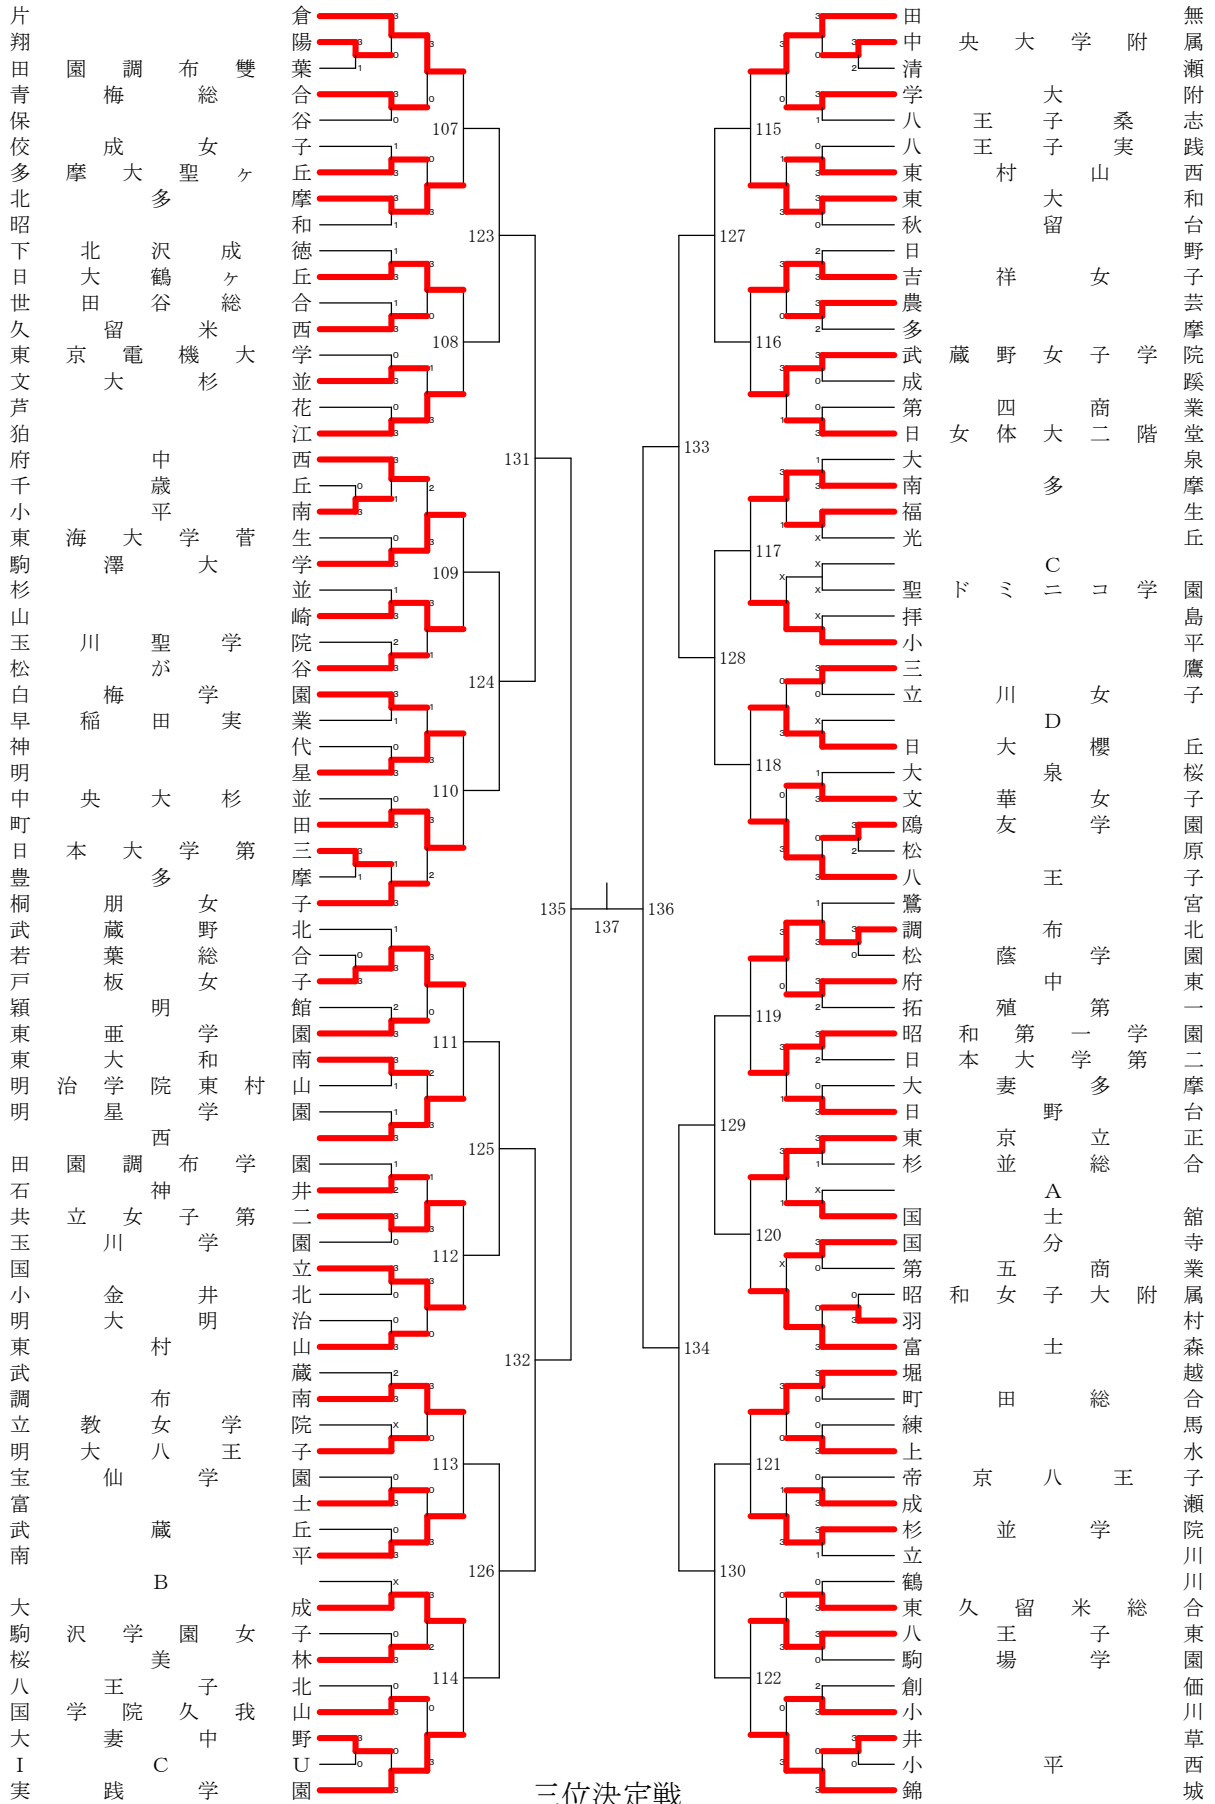 片倉
翔陽
田園調布雙葉
青梅総合
保谷
佼成女子
多摩大聖ヶ丘
北多摩
昭和
下北沢成徳
日大鶴ヶ丘
世田谷総合
久留米西
東京電機大学
文大杉並
芦花
狛江
府中西
千歳丘
小平南
東海大学菅生
駒澤大学
杉並
山崎
玉川聖学院
松が谷
白梅学園
早稲田実業
神代
明星
中央大杉並
町田
日本大学第三
豊多摩
桐朋女子
武蔵野北
若葉総合
戸板女子
穎明館
東亜学園
東大和南
明治学院東村山
明星学園
西
田園調布学園
石神井
共立女子第二
玉川学園
国立
小金井北
明大明治
東村山
武蔵
調布南
立教女学院
明大八王子
宝仙学園
富士
武蔵丘
南平
B
大成
駒沢学園女子
桜美林
八王子北
国学院久我山
大妻中野
ICU
実践学園
107
108
109
110
111
112
113
114
123
124
125
126
131
132
135
137
136
133
134
127
128
129
130
115
116
117
118
119
120
121
122
田無
中央大学附属
清瀬
学大附
八王子桑志
八王子実践
東村山西
東大和
秋留台
日野
吉祥女子
農芸
多摩
武蔵野女子学院
成蹊
第四商業
日女体大二階堂
大泉
南多摩
福生
光丘
C
聖ドミニコ学園
拝島
小平
三鷹
立川女子
D
日大櫻丘
大泉桜
文華女子
鴎友学園
松原
八王子
鷺宮
調布北
松蔭学園
府中東
拓殖第一
昭和第一学園
日本大学第二
大妻多摩
日野台
東京立正
杉並総合
A
国士舘
国分寺
第五商業
昭和女子大附属
羽村
富士森
堀越
町田総合
練馬
上水
帝京八王子
成瀬
杉並学院
立川
鶴川
東久留米総合
八王子東
駒場学園
創価
小川
井草
小平西
錦城
三位決定戦